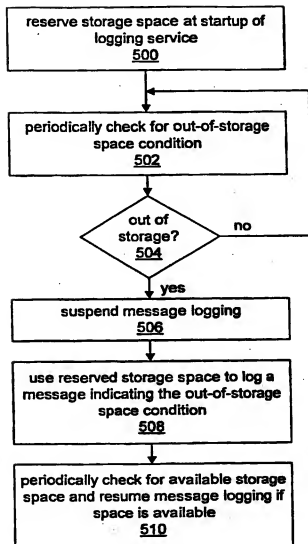 reserve storage space at startup of
logging service
500
periodically check for out-of-storage
space condition
502
out of
storage?
504
no
yes
suspend message logging
506
use reserved storage space to log a
message indicating the out-of-storage
space condition
508
periodically check for available storage
space and resume message logging if
space is available
510